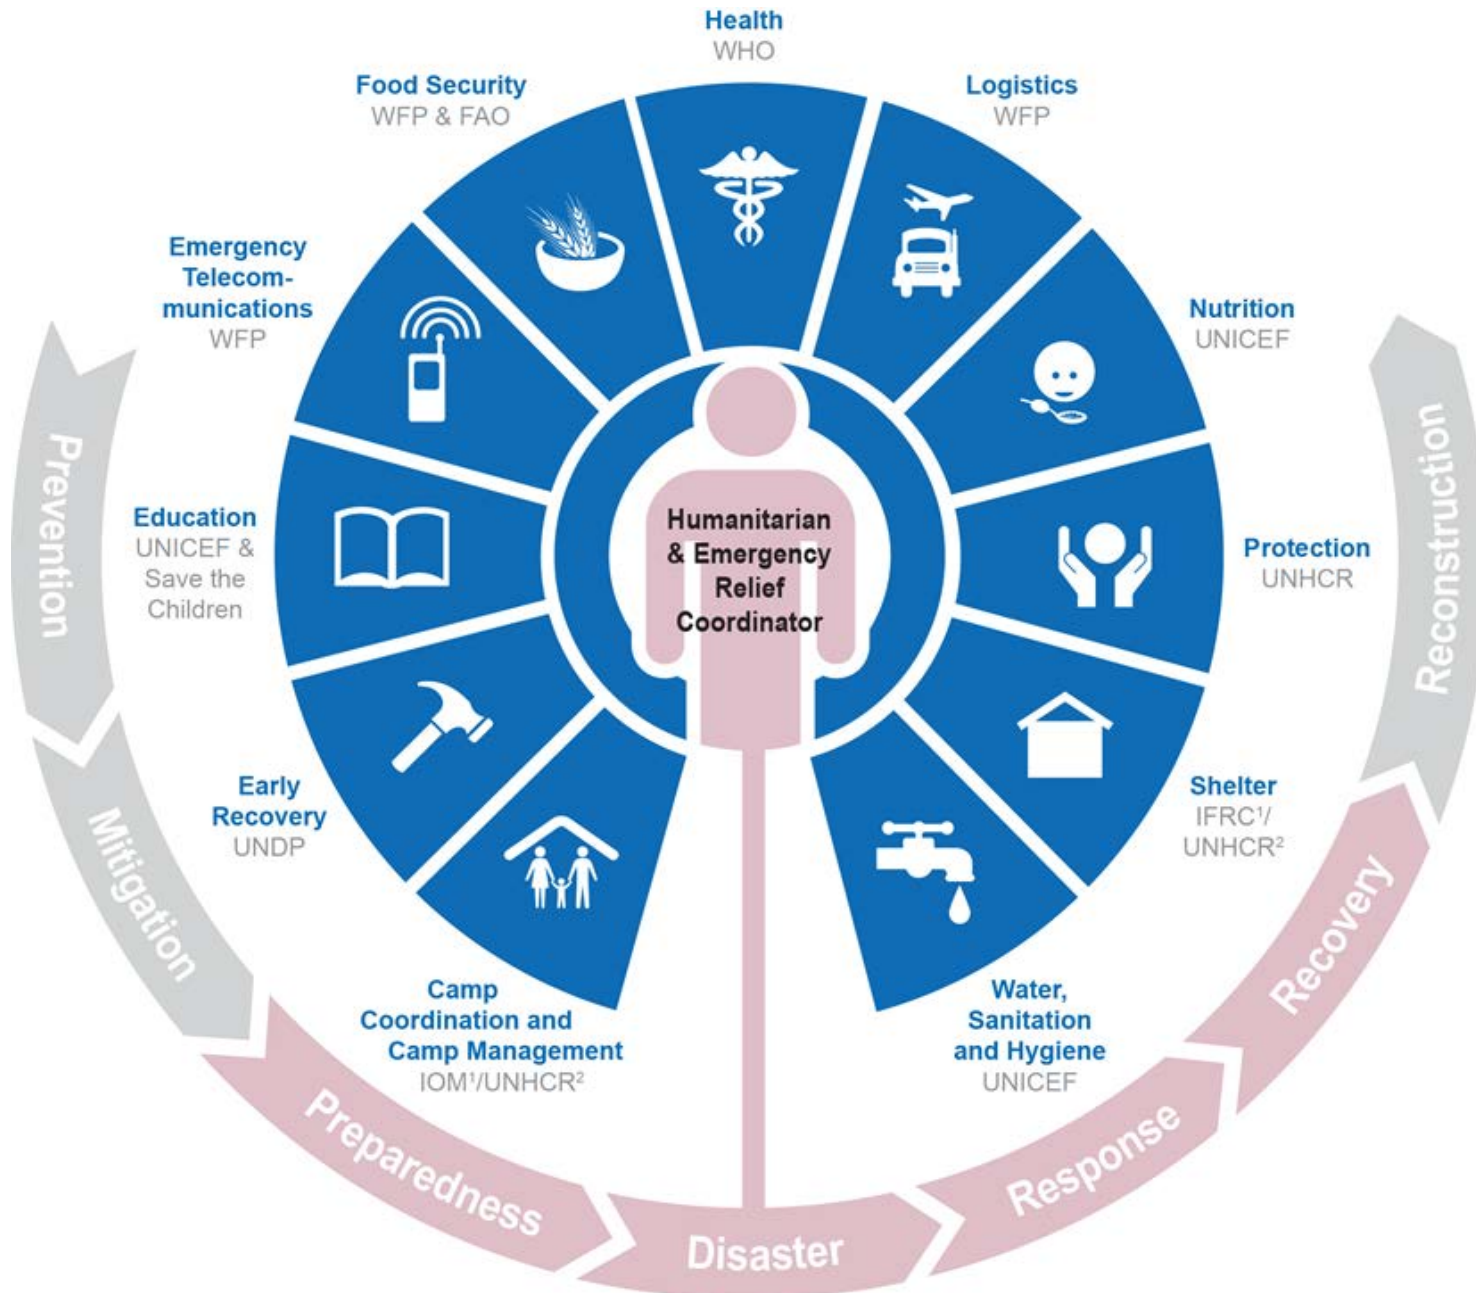 Health
WHO
Food Security
WFP & FAO
Logistics
WFP
Emergency
Telecom-
munications
WFP
Nutrition
UNICEF
Education
UNICEF &
Save the
Children
Humanitarian
& Emergency
Relief
Coordinator
Protection
UNHCR
Early
Recovery
UNDP
Shelter
IFRC¹/
UNHCR²
Camp
Coordination and
Camp Management
IOM¹/UNHCR²
Water,
Sanitation
and Hygiene
UNICEF
Prevention
Mitigation
Preparedness
Disaster
Response
Recovery
Reconstruction